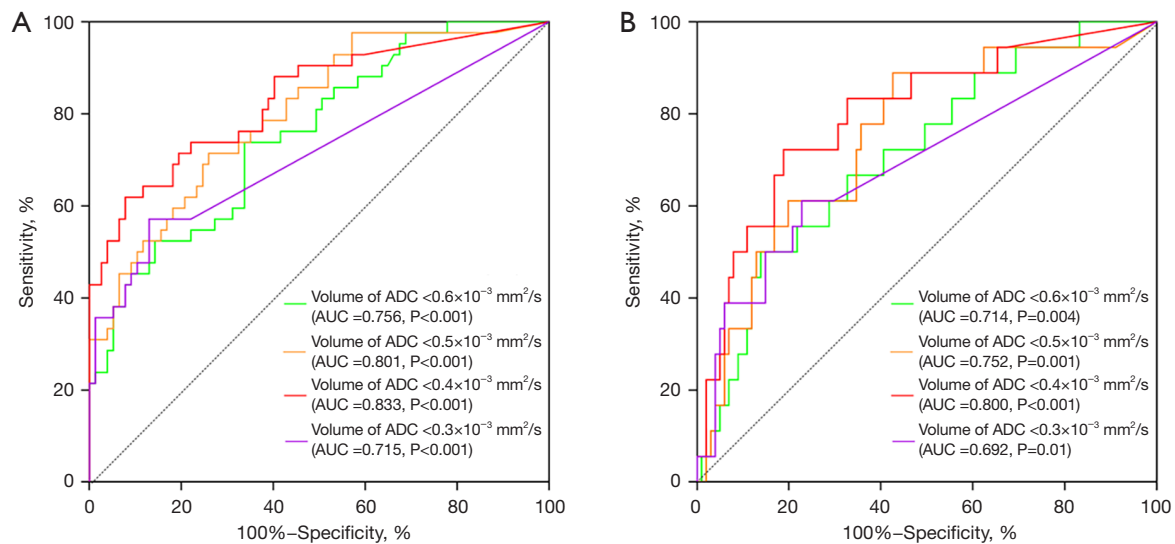 A
100
80
60
40
20
0
Sensitivity, %
0 20 40 60 80 100
100%–Specificity, %
Volume of ADC <0.6×10⁻³ mm²/s
(AUC =0.756, P<0.001)
Volume of ADC <0.5×10⁻³ mm²/s
(AUC =0.801, P<0.001)
Volume of ADC <0.4×10⁻³ mm²/s
(AUC =0.833, P<0.001)
Volume of ADC <0.3×10⁻³ mm²/s
(AUC =0.715, P<0.001)
B
100
80
60
40
20
0
Sensitivity, %
0 20 40 60 80 100
100%–Specificity, %
Volume of ADC <0.6×10⁻³ mm²/s
(AUC =0.714, P=0.004)
Volume of ADC <0.5×10⁻³ mm²/s
(AUC =0.752, P=0.001)
Volume of ADC <0.4×10⁻³ mm²/s
(AUC =0.800, P<0.001)
Volume of ADC <0.3×10⁻³ mm²/s
(AUC =0.692, P=0.01)